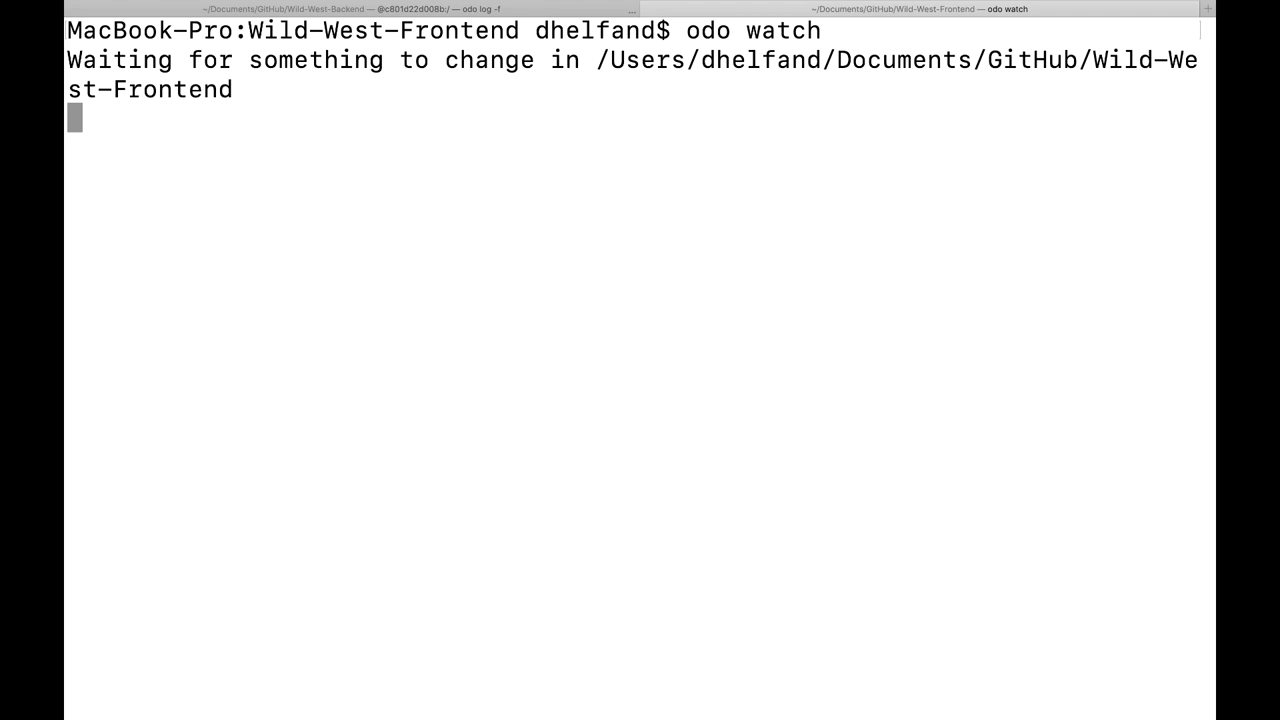 ~/Documents/GitHub/Wild-West-Backend — @c801d22d008b:/ — odo log -f ... ~/Documents/GitHub/Wild-West-Frontend — odo watch +
MacBook-Pro:Wild-West-Frontend dhelfand$ odo watch
Waiting for something to change in /Users/dhelfand/Documents/GitHub/Wild-We
st-Frontend